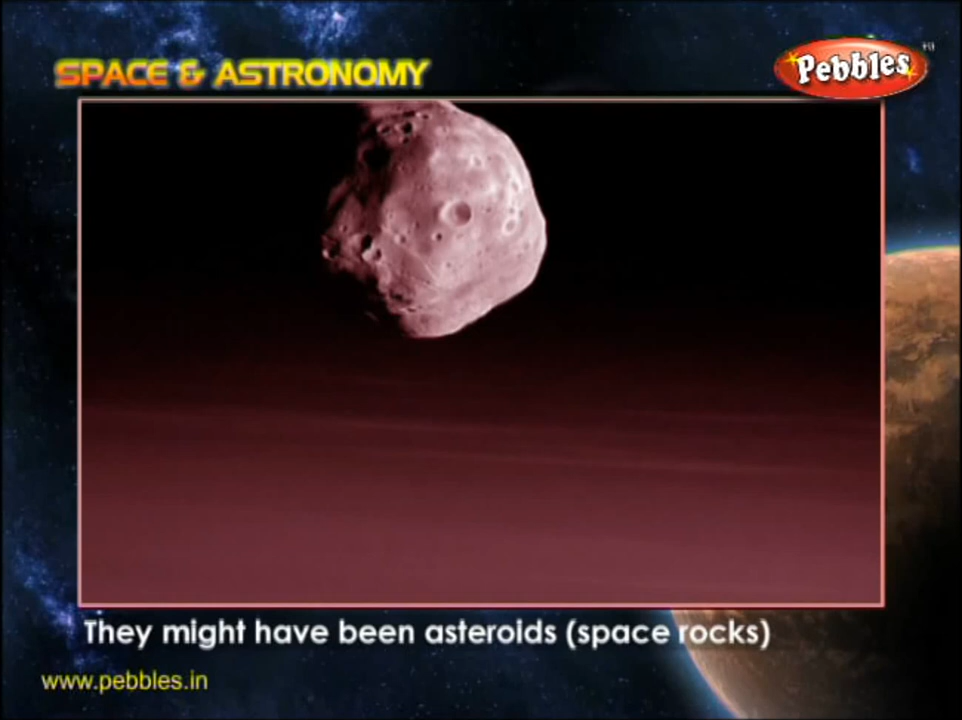 SPACE & ASTRONOMY
Pebbles
They might have been asteroids (space rocks)
www.pebbles.in